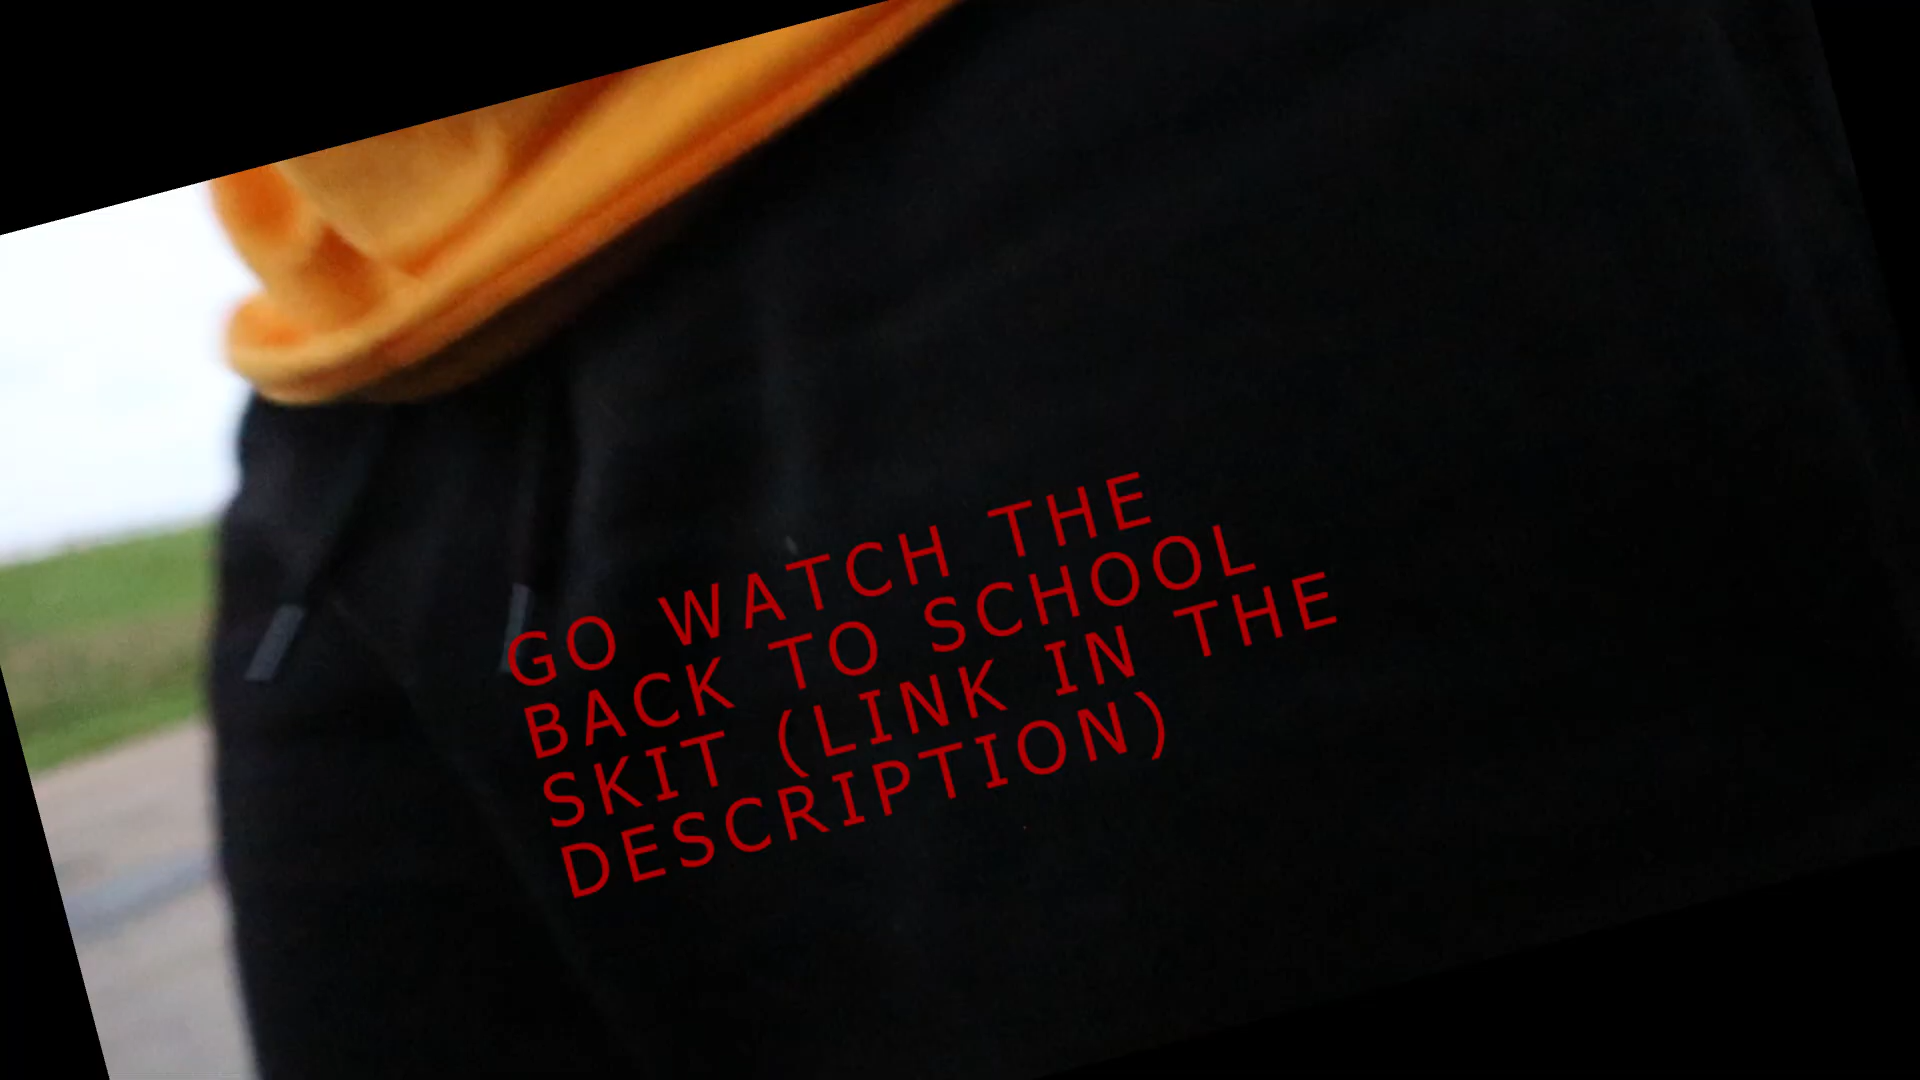 GO WATCH THE
BACK TO SCHOOL
SKIT (LINK IN THE
DESCRIPTION)